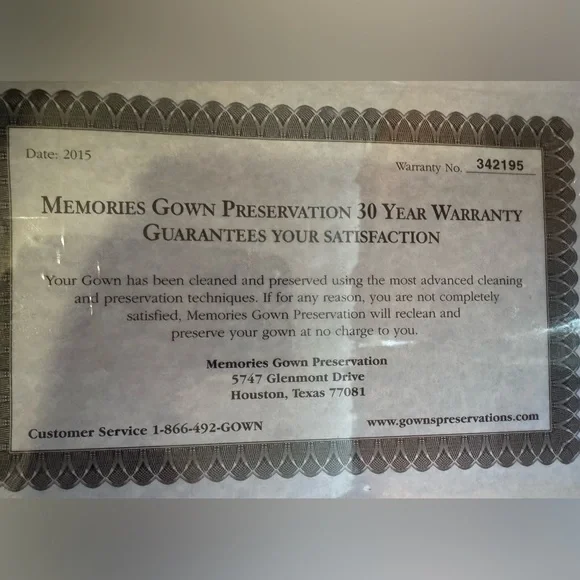 Date: 2015
Warranty No. 342195
MEMORIES GOWN PRESERVATION 30 YEAR WARRANTY
GUARANTEES YOUR SATISFACTION
Your Gown has been cleaned and preserved using the most advanced cleaning
and preservation techniques. If for any reason, you are not completely
satisfied, Memories Gown Preservation will reclean and
preserve your gown at no charge to you.
Memories Gown Preservation
5747 Glenmont Drive
Houston, Texas 77081
Customer Service 1-866-492-GOWN
www.gownspreservations.com